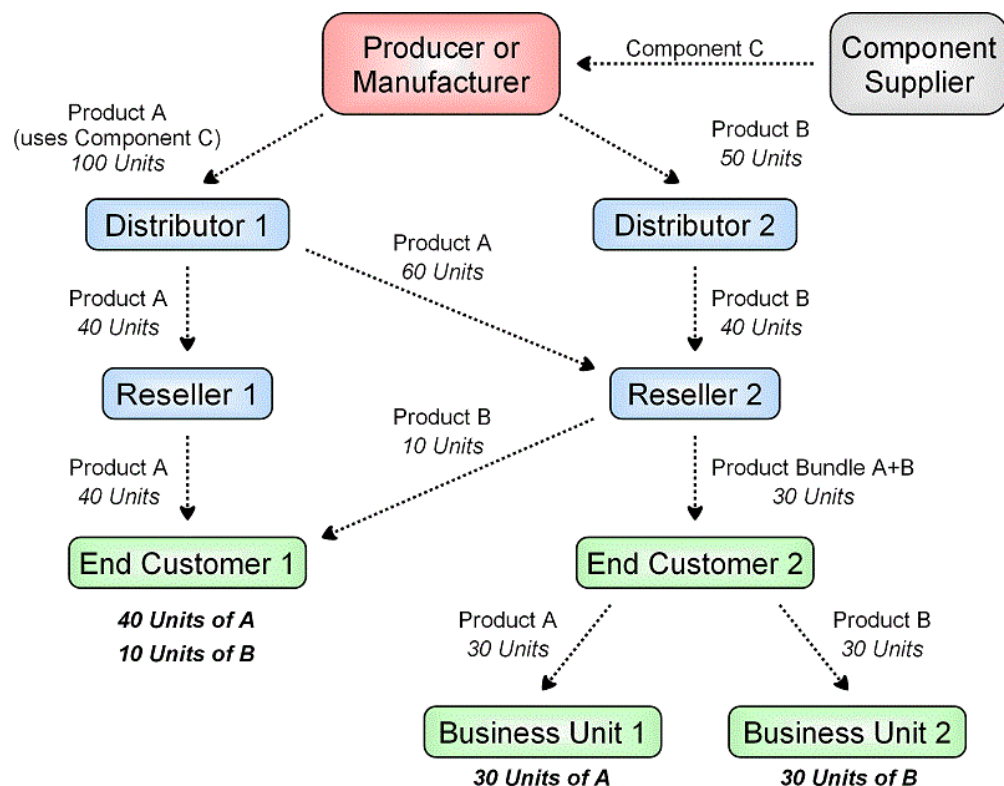 Producer or
Manufacturer
Component C
Component
Supplier
Product A
(uses Component C)
100 Units
Product B
50 Units
Distributor 1
Distributor 2
Product A
60 Units
Product A
40 Units
Product B
40 Units
Reseller 1
Reseller 2
Product B
10 Units
Product A
40 Units
Product Bundle A+B
30 Units
End Customer 1
End Customer 2
40 Units of A
10 Units of B
Product A
30 Units
Product B
30 Units
Business Unit 1
Business Unit 2
30 Units of A
30 Units of B